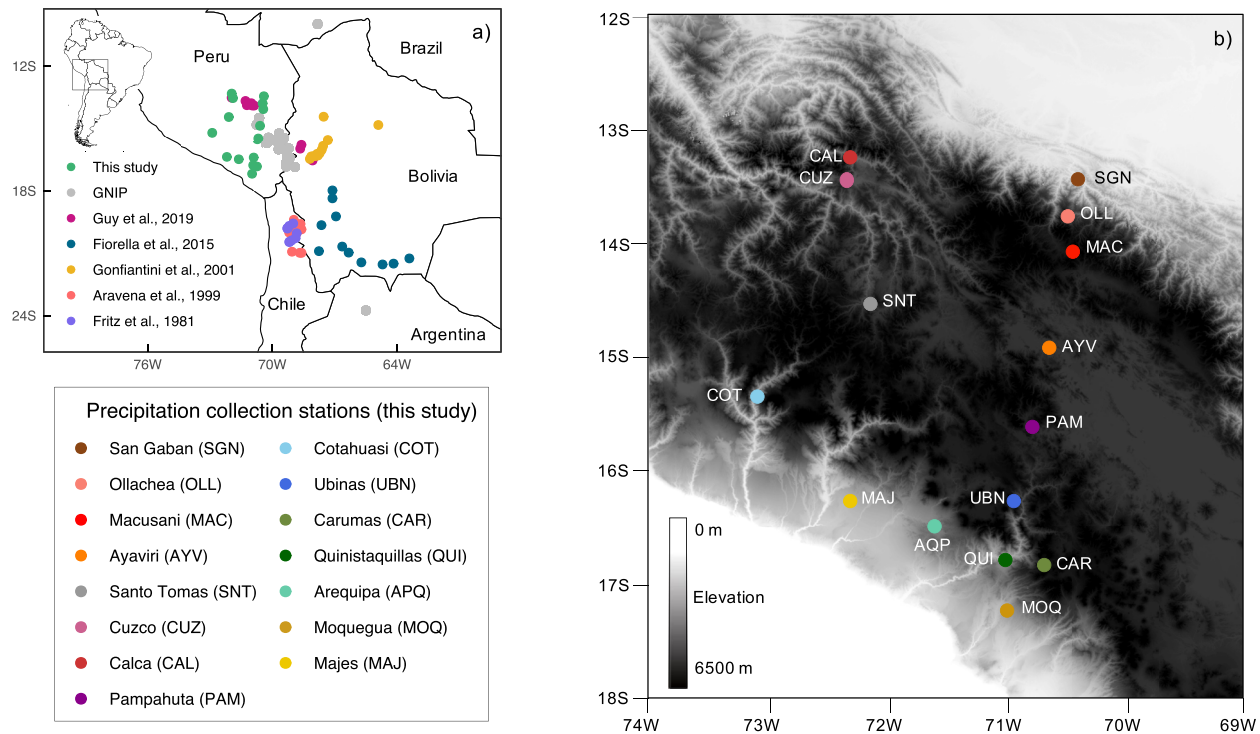 a)
Peru
Brazil
Bolivia
Chile
Argentina
12S
18S
24S
76W
70W
64W
This study
GNIP
Guy et al., 2019
Fiorella et al., 2015
Gonfiantini et al., 2001
Aravena et al., 1999
Fritz et al., 1981
Precipitation collection stations (this study)
San Gaban (SGN)
Ollachea (OLL)
Macusani (MAC)
Ayaviri (AYV)
Santo Tomas (SNT)
Cuzco (CUZ)
Calca (CAL)
Pampahuta (PAM)
Cotahuasi (COT)
Ubinas (UBN)
Carumas (CAR)
Quinistaquillas (QUI)
Arequipa (APQ)
Moquegua (MOQ)
Majes (MAJ)
b)
12S
13S
14S
15S
16S
17S
18S
74W
73W
72W
71W
70W
69W
CAL
CUZ
SGN
OLL
MAC
SNT
AYV
COT
PAM
MAJ
UBN
AQP
QUI
CAR
MOQ
0 m
Elevation
6500 m